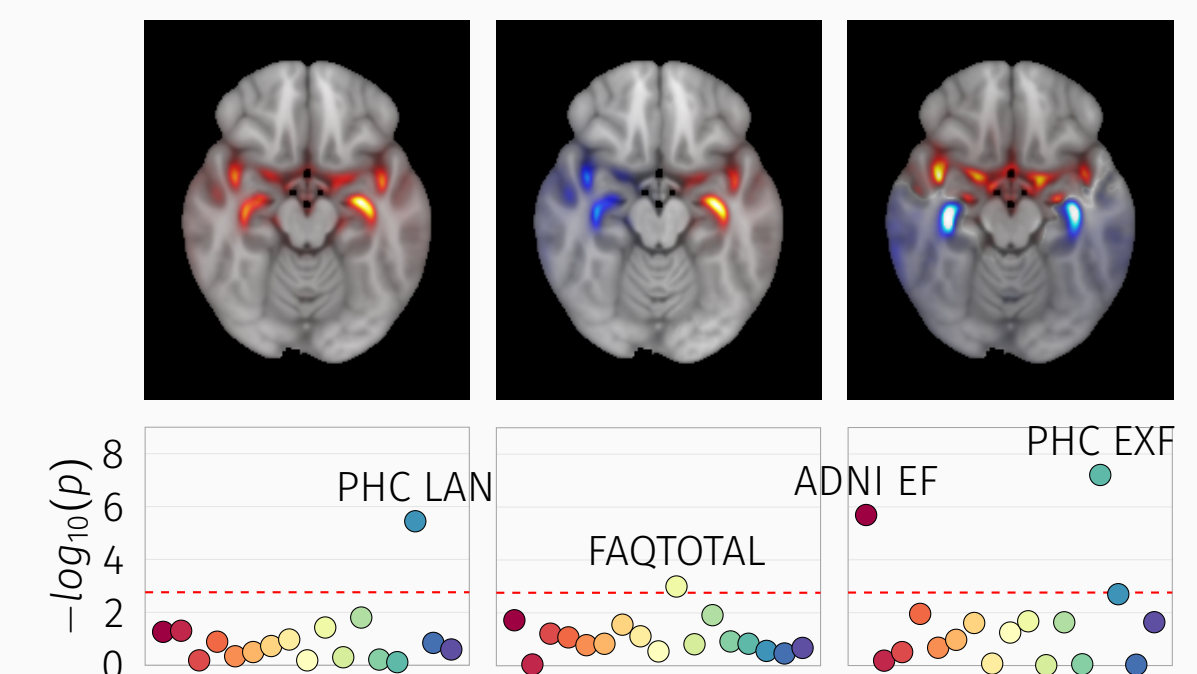 PHC EXF
8
PHC LAN
ADNI EF
6
FAQTOTAL
4
2
0
−log10(p)